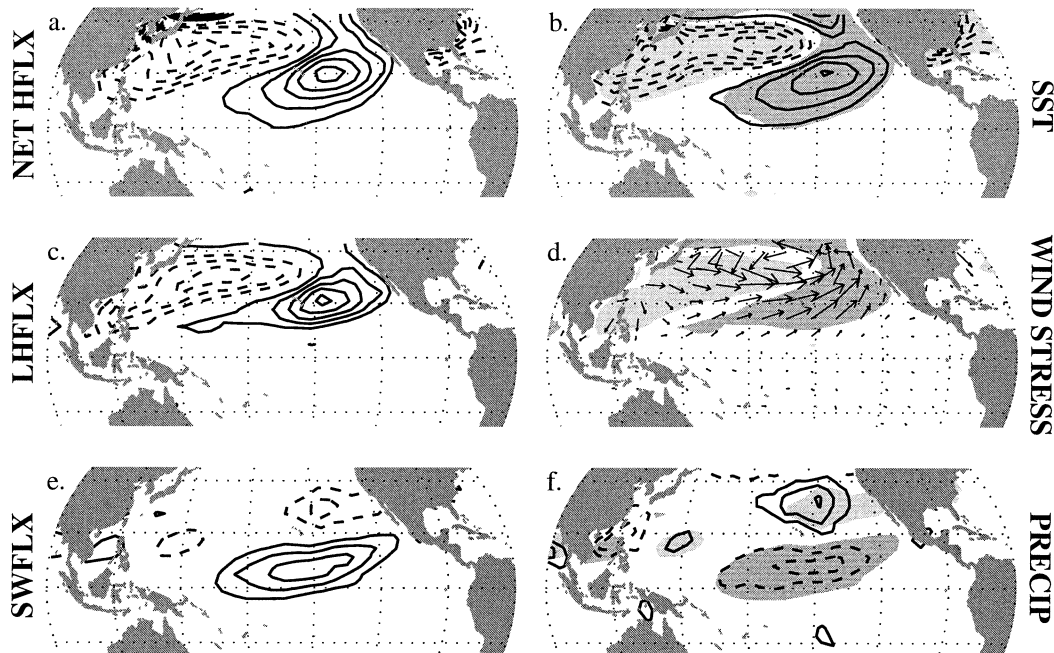 a.
NET HFLX
b.
SST
c.
LHFLX
d.
WIND STRESS
e.
SWFLX
f.
PRECIP